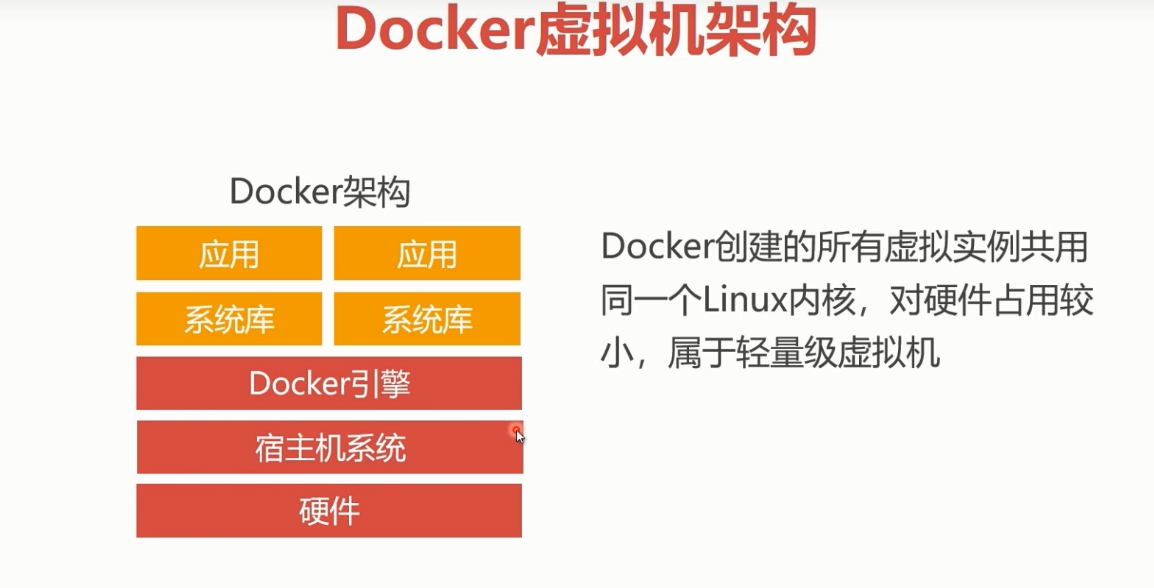 Docker虚拟机架构
Docker架构
应用 应用
系统库 系统库
Docker引擎
宿主机系统
硬件
Docker创建的所有虚拟实例共用
同一个Linux内核，对硬件占用较
小，属于轻量级虚拟机